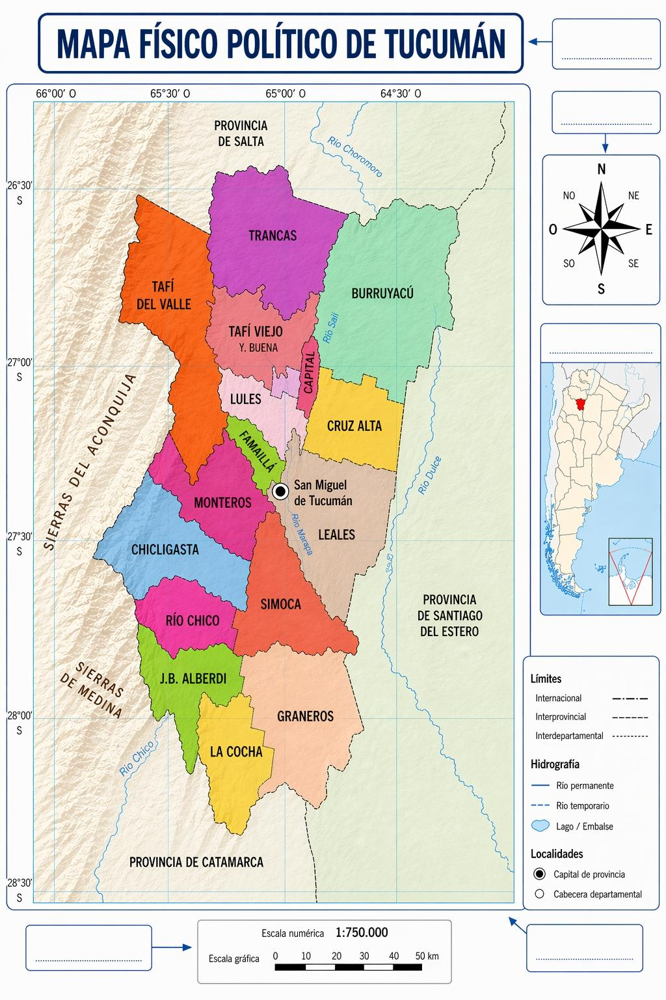 MAPA FÍSICO POLÍTICO DE TUCUMÁN
66°00' O
65°30' O
65°00' O
64°30' O
PROVINCIA
DE SALTA
Río Choromoro
26°30'
S
TRANCAS
TAFÍ
DEL VALLE
BURRUYACÚ
TAFÍ VIEJO
Y. BUENA
Río Saií
CAPITAL
27°00'
S
LULES
CRUZ ALTA
FAMAILLÁ
SIERRAS DEL ACONQUIJA
Río Dulce
San Miguel
de Tucumán
MONTEROS
Riío Marapa
LEALES
27°30'
S
CHICLIGASTA
SIMOCA
RÍO CHICO
PROVINCIA
DE SANTIAGO
DEL ESTERO
SIERRAS
DE MEDINA
J.B. ALBERDI
28°00'
S
GRANEROS
LA COCHA
Río Chico
PROVINCIA DE CATAMARCA
28°30'
S
N
NO
NE
O
E
SO
SE
S
Límites
Internacional
Interprovincial
Interdepartamental
Hidrografía
Río permanente
Río temporario
Lago / Embalse
Localidades
Capital de provincia
Cabecera departamental
Escala numérica 1:750.000
Escala gráfica 0 10 20 30 40 50 km